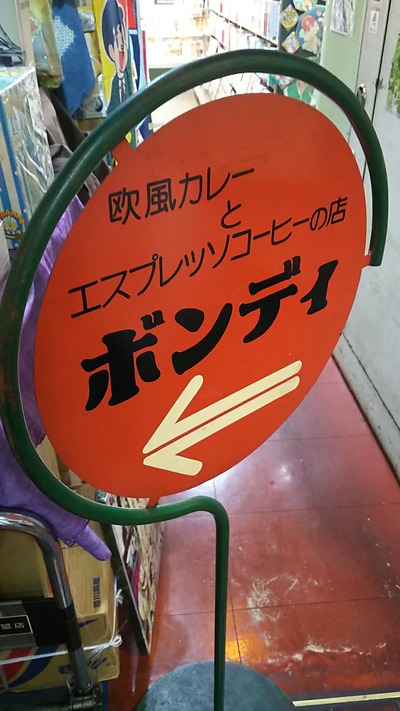 欧風カレー
と
エスプレッソコーヒーの店
ボンディ